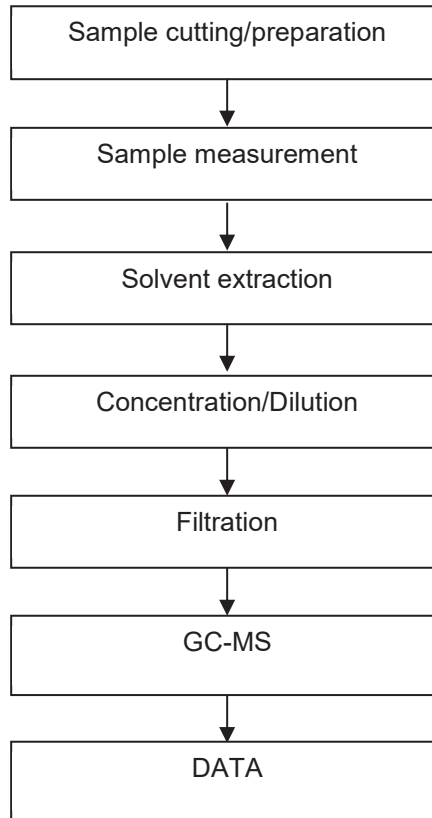 Sample cutting/preparation
Sample measurement
Solvent extraction
Concentration/Dilution
Filtration
GC-MS
DATA